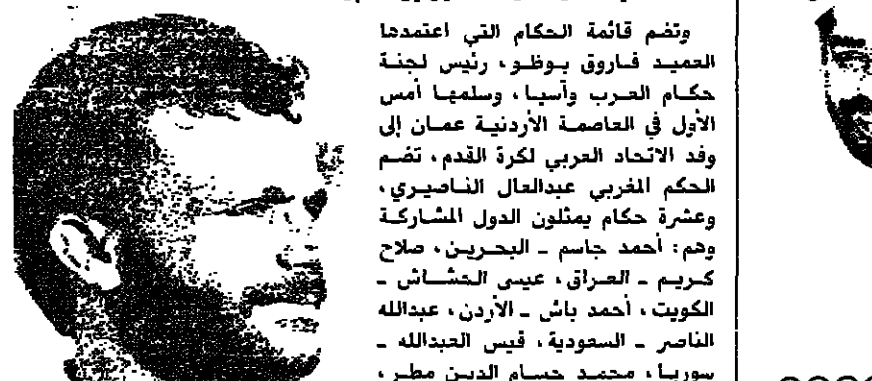 وتضم قائمة الحكام التي اعتمدها
العميد فاروق بوظو، رئيس لجنة
حكام العرب وأسيا، وسلمها أمس
الأول في العاصمة الأردنية عمان إلى
وفد الاتحاد العربي لكرة القدم، تضم
الحكم المغربي عبدالعال الناصيري،
وعشرة حكام يمثلون الدول المشاركة
وهم: أحمد جاسم ـ البحرين، صلاح
كريم ـ العراق، عيسى الحشاش ـ
الكويت، أحمد باش ـ الأردن، عبدالله
الناصر ـ السعودية، قيس العبدالله ـ
سوريا، محمد حسام الدين مطر،